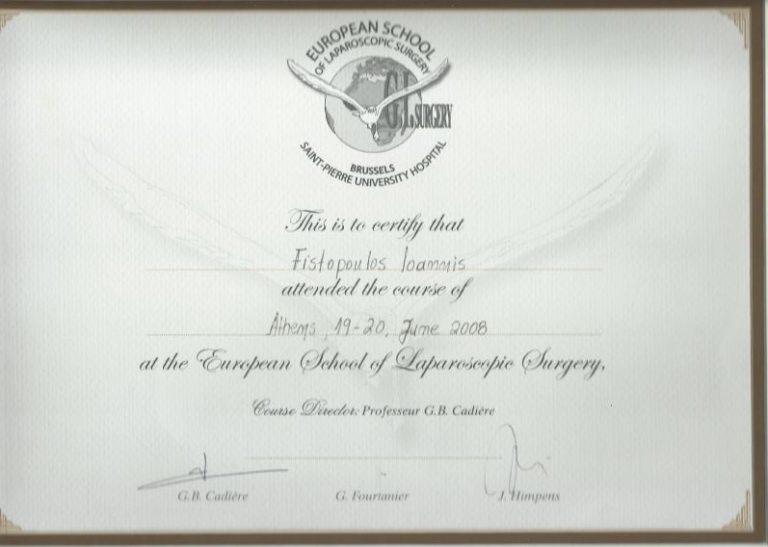 EUROPEAN SCHOOL
OF LAPAROSCOPIC SURGERY
G.I. SURGERY
BRUSSELS
SAINT-PIERRE UNIVERSITY HOSPITAL
This is to certify that
Fistopoulos Ioannis
attended the course of
Athens, 19-20, June 2008
at the European School of Laparoscopic Surgery,
Course Director: Professeur G.B. Cadière
G.B. Cadière G. Fourtanier J. Himpens